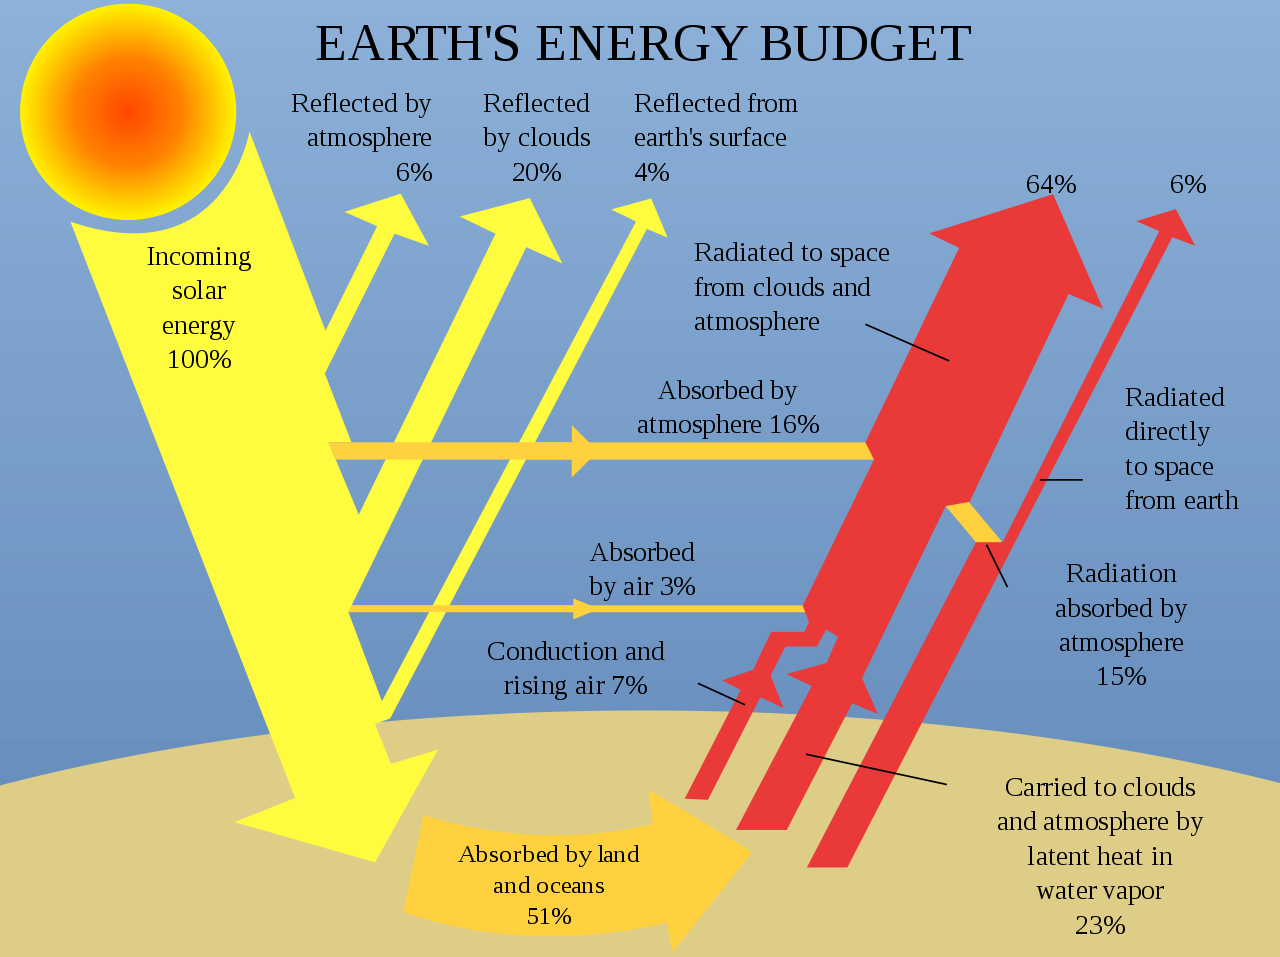 EARTH'S ENERGY BUDGET
Reflected by
atmosphere
6%
Reflected
by clouds
20%
Reflected from
earth's surface
4%
64%
6%
Incoming
solar
energy
100%
Radiated to space
from clouds and
atmosphere
Absorbed by
atmosphere 16%
Radiated
directly
to space
from earth
Absorbed
by air 3%
Radiation
absorbed by
atmosphere
15%
Conduction and
rising air 7%
Carried to clouds
and atmosphere by
latent heat in
water vapor
23%
Absorbed by land
and oceans
51%